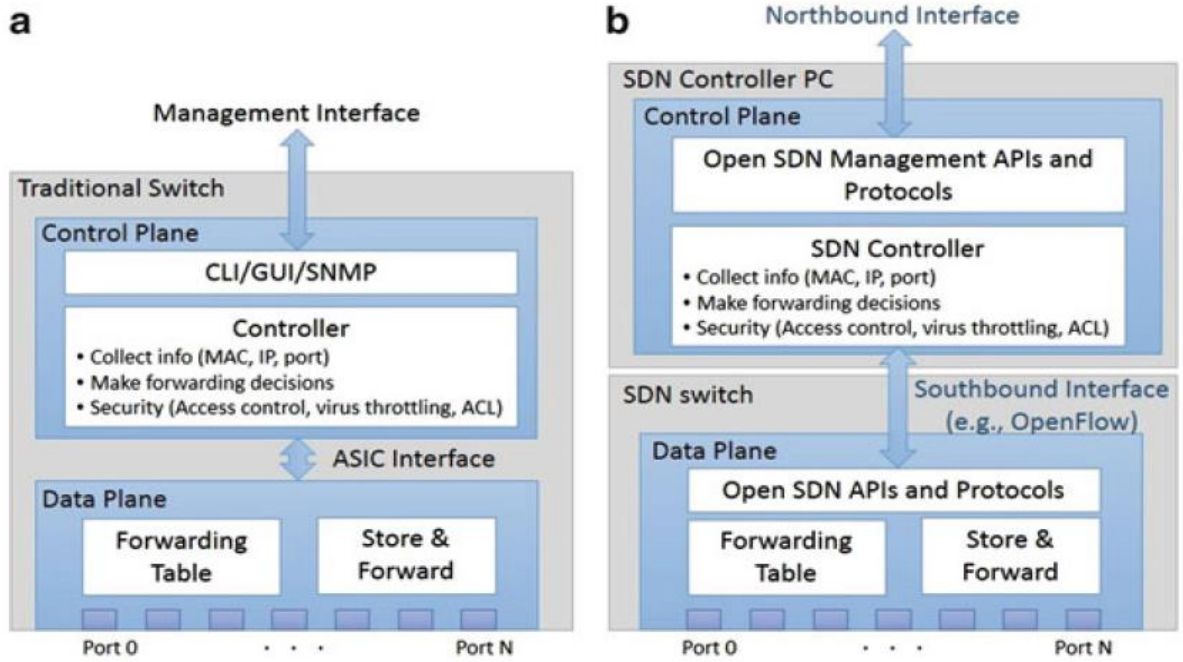 a
Management Interface
Traditional Switch
Control Plane
CLI/GUI/SNMP
Controller
• Collect info (MAC, IP, port)
• Make forwarding decisions
• Security (Access control, virus throttling, ACL)
ASIC Interface
Data Plane
Forwarding
Table
Store &
Forward
Port 0
. . .
Port N
b
Northbound Interface
SDN Controller PC
Control Plane
Open SDN Management APIs and
Protocols
SDN Controller
• Collect info (MAC, IP, port)
• Make forwarding decisions
• Security (Access control, virus throttling, ACL)
SDN switch
Southbound Interface
(e.g., OpenFlow)
Data Plane
Open SDN APIs and Protocols
Forwarding
Table
Store &
Forward
Port 0
. . .
Port N